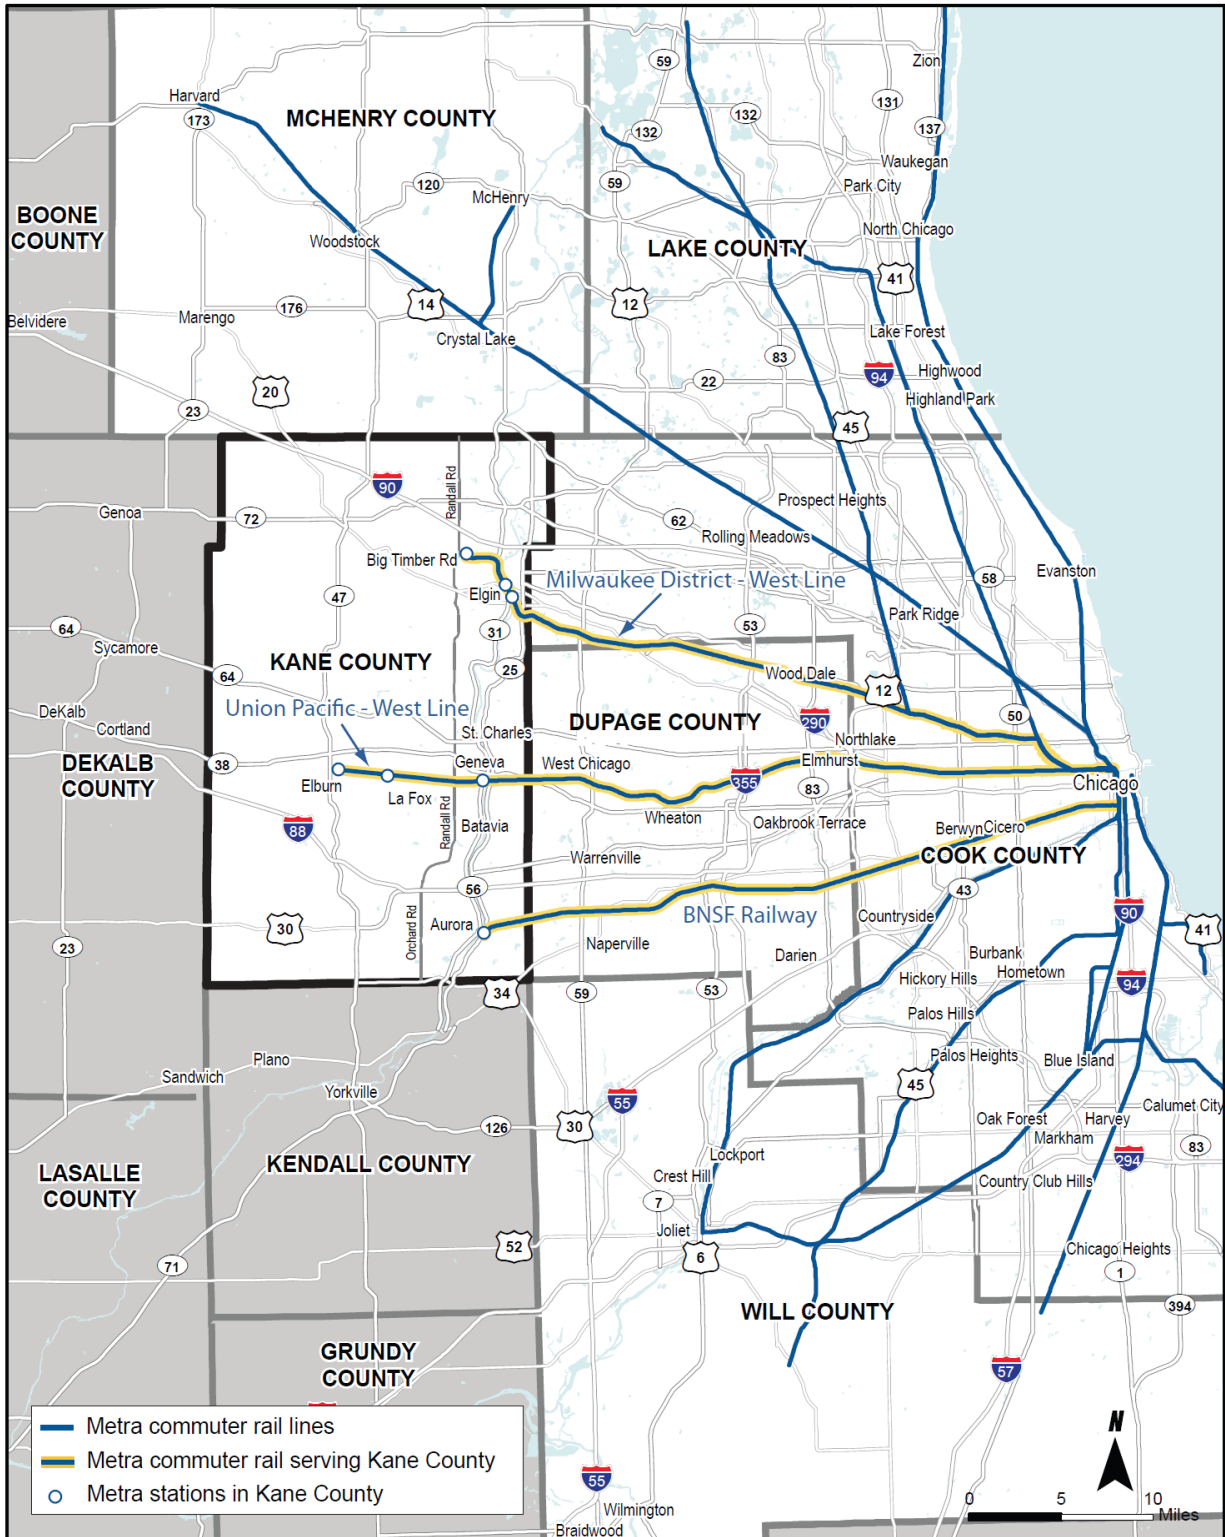 Zion
59
Harvard
131
173
MCHENRY COUNTY
132
132
137
Waukegan
120
59
Park City
McHenry
BOONE
COUNTY
North Chicago
Woodstock
LAKE COUNTY
41
176
14
12
Belvidere
Marengo
Lake Forest
Crystal Lake
83
94
Highwood
22
20
Highland Park
23
45
90
Randall Rd
Prospect Heights
Genoa
72
62
Rolling Meadows
Big Timber Rd
Evanston
58
Milwaukee District - West Line
Elgin
47
Park Ridge
64
31
53
Sycamore
KANE COUNTY
25
64
Wood Dale
12
Union Pacific - West Line
DeKalb
DUPAGE COUNTY
290
50
Cortland
St. Charles
Northlake
DEKALB
COUNTY
38
Geneva
West Chicago
Elmhurst
355
Elburn
83
Chicago
La Fox
Randall Rd
Wheaton
Oakbrook Terrace
88
Batavia
Berwyn
Cicero
Warrenville
COOK COUNTY
56
43
BNSF Railway
90
Countryside
30
Aurora
Orchard Rd
41
23
Naperville
Burbank
Darien
Hickory Hills
Hometown
94
34
59
53
Palos Hills
Plano
Palos Heights
Blue Island
Sandwich
Yorkville
45
55
Calumet City
Oak Forest
Harvey
126
30
Markham
83
Lockport
294
LASALLE
COUNTY
KENDALL COUNTY
Crest Hill
Country Club Hills
7
Joliet
52
6
Chicago Heights
71
1
WILL COUNTY
394
GRUNDY
COUNTY
57
N
Metra commuter rail lines
Metra commuter rail serving Kane County
55
Metra stations in Kane County
0 5 10
Miles
Wilmington
Braidwood